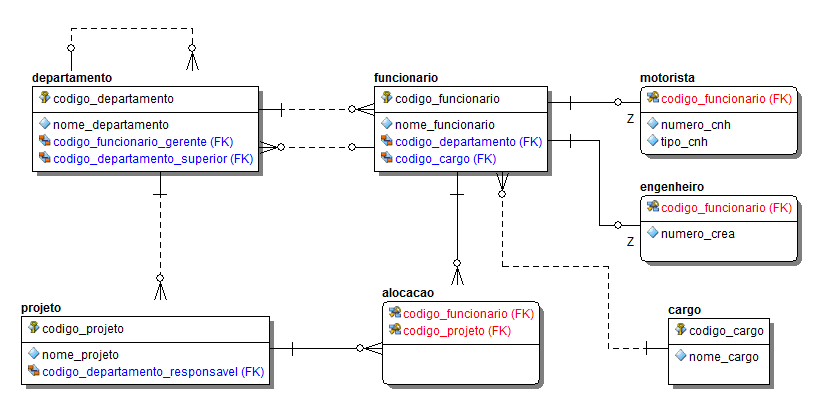 departamento
codigo_departamento
nome_departamento
codigo_funcionario_gerente (FK)
codigo_departamento_superior (FK)
funcionario
codigo_funcionario
nome_funcionario
codigo_departamento (FK)
codigo_cargo (FK)
motorista
codigo_funcionario (FK)
numero_cnh
tipo_cnh
Z
engenheiro
codigo_funcionario (FK)
numero_crea
Z
projeto
codigo_projeto
nome_projeto
codigo_departamento_responsavel (FK)
alocacao
codigo_funcionario (FK)
codigo_projeto (FK)
cargo
codigo_cargo
nome_cargo